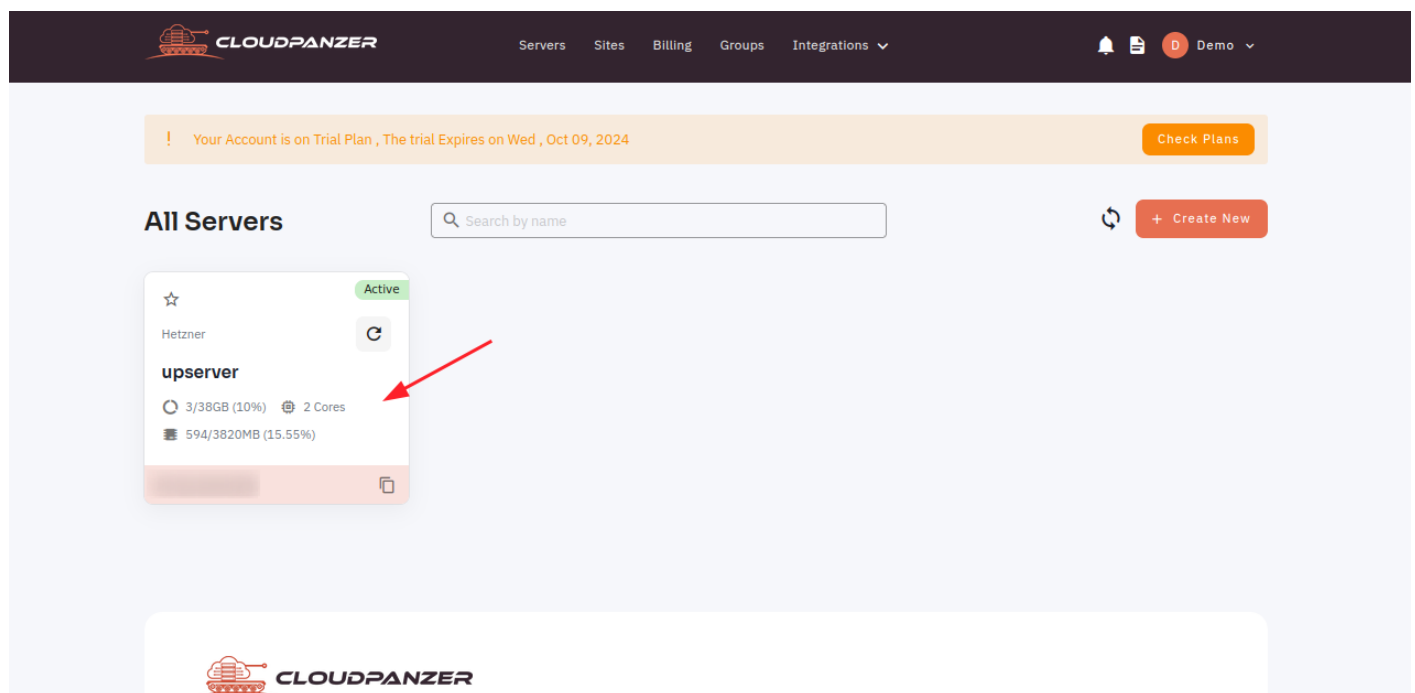 CLOUDPANZER Servers Sites Billing Groups Integrations D Demo
! Your Account is on Trial Plan , The trial Expires on Wed , Oct 09, 2024 Check Plans
All Servers Search by name + Create New
Active
Hetzner
upserver
3/38GB (10%) 2 Cores
594/3820MB (15.55%)
CLOUDPANZER